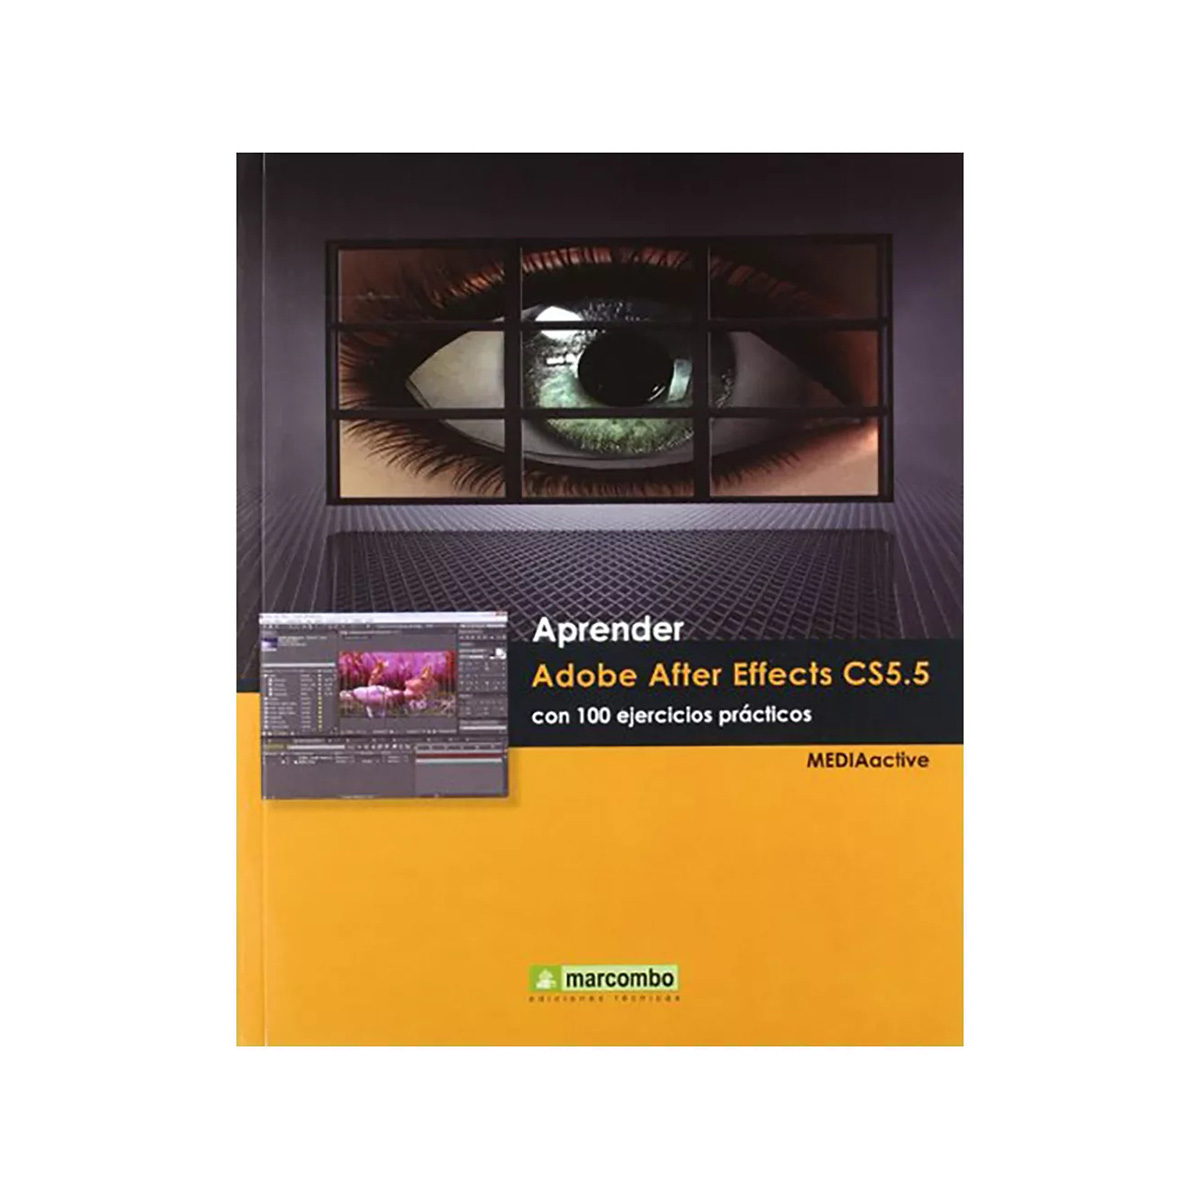 Aprender
Adobe After Effects CS5.5
con 100 ejercicios prácticos
MEDIAactive
marcombo
ediciones técnicas